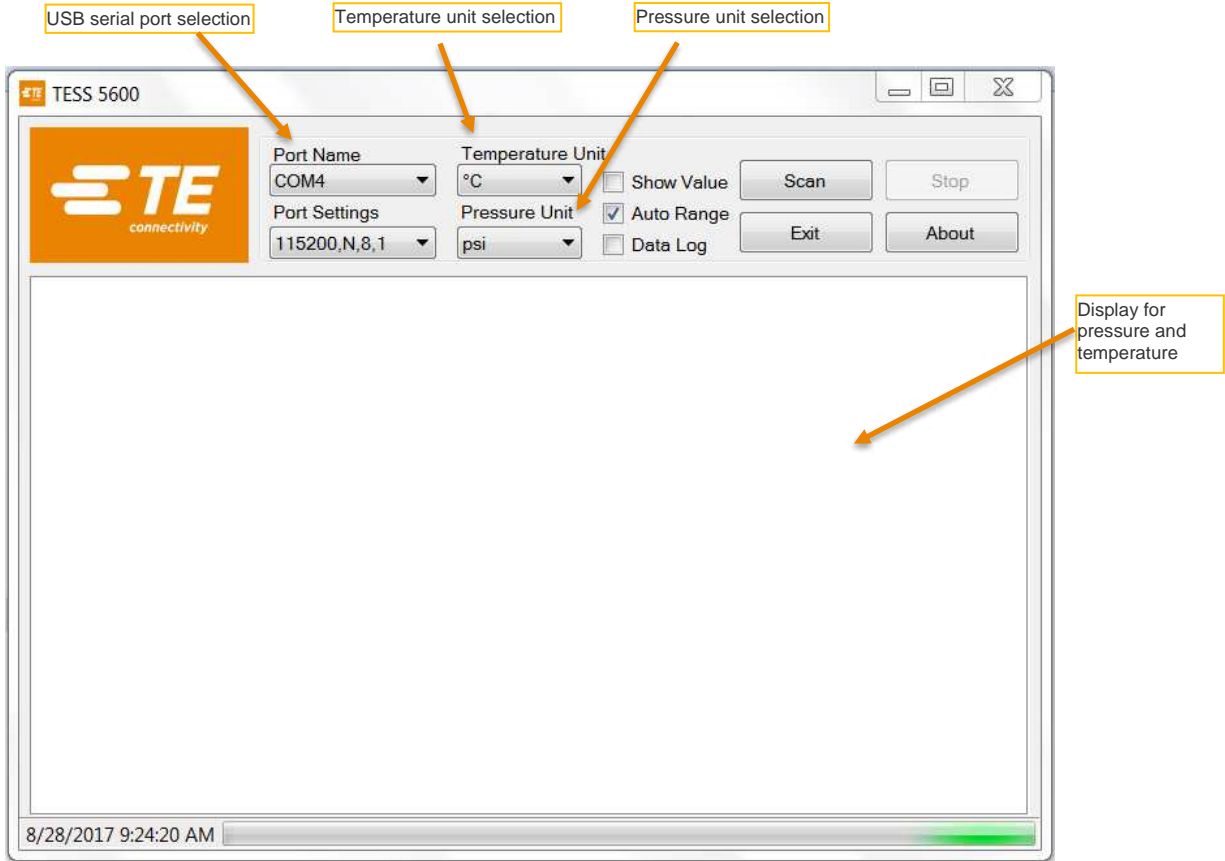 USB serial port selection
Temperature unit selection
Pressure unit selection
TE TESS 5600
TE
connectivity
Port Name
Temperature Unit
COM4
°C
Show Value
Scan
Stop
Port Settings
Pressure Unit
Auto Range
115200,N,8,1
psi
Data Log
Exit
About
Display for
pressure and
temperature
8/28/2017 9:24:20 AM